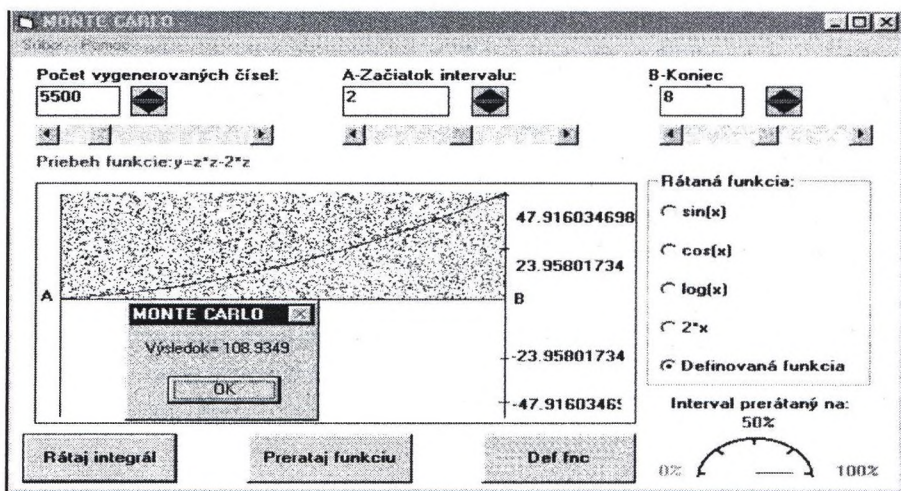 MONTE CARLO
Súbor Pomoc
Počet vygenerovaných čísel: A-Začiatok intervalu: B-Koniec
5500 2 8
Priebeh funkcie:y=z*z-2*z
Rátaná funkcia:
47.916034698
sin(x)
23.95801734
cos(x)
A B
log(x)
MONTE CARLO
Výsledok= 108.9349
2*x
-23.95801734
Definovaná funkcia
OK
-47.9160346
Interval prerátaný na:
50%
Rátaj integrál Prerataj funkciu Def fnc
0% 100%